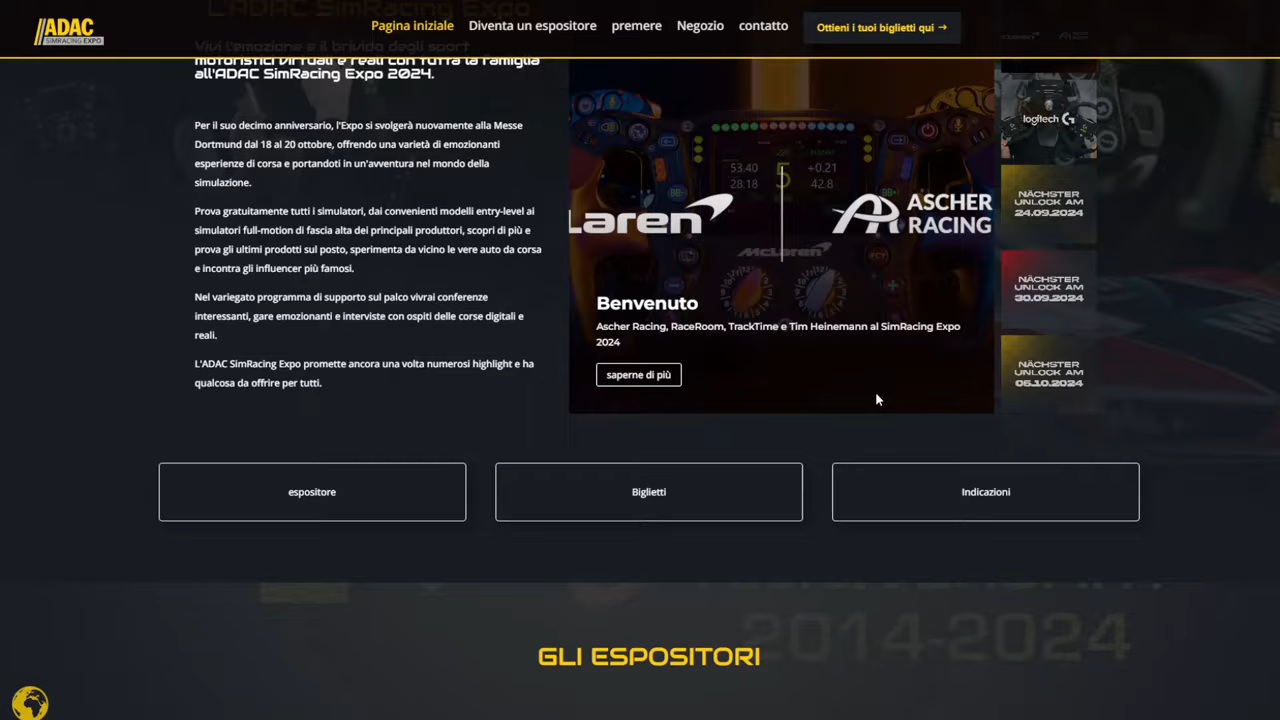 ADAC
SIMRACING EXPO
Pagina iniziale
Diventa un espositore
premere
Negozio
contatto
Ottieni i tuoi biglietti qui →
L'ADAC SimRacing Expo
Vivi l'emozione e il brivido degli sport
motoristici virtuali e reali con tutta la famiglia
all'ADAC SimRacing Expo 2024.
Per il suo decimo anniversario, l'Expo si svolgerà nuovamente alla Messe
Dortmund dal 18 al 20 ottobre, offrendo una varietà di emozionanti
esperienze di corsa e portandoti in un'avventura nel mondo della
simulazione.
Prova gratuitamente tutti i simulatori, dai convenienti modelli entry-level ai
simulatori full-motion di fascia alta dei principali produttori, scopri di più e
prova gli ultimi prodotti sul posto, sperimenta da vicino le vere auto da corsa
e incontra gli influencer più famosi.
Nel variegato programma di supporto sul palco vivrai conferenze
interessanti, gare emozionanti e interviste con ospiti delle corse digitali e
reali.
L'ADAC SimRacing Expo promette ancora una volta numerosi highlight e ha
qualcosa da offrire per tutti.
53.40
28.18
5
+0.21
42.8
Laren
ASCHER
RACING
McLaren
Benvenuto
Ascher Racing, RaceRoom, TrackTime e Tim Heinemann al SimRacing Expo
2024
saperne di più
logitech G
NÄCHSTER
UNLOCK AM
24.09.2024
NÄCHSTER
UNLOCK AM
30.09.2024
NÄCHSTER
UNLOCK AM
06.10.2024
espositore
Biglietti
Indicazioni
2014-2024
GLI ESPOSITORI